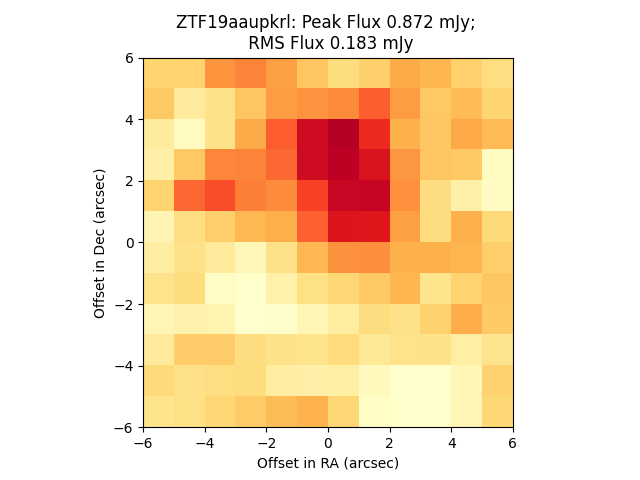 ZTF19aaupkrl: Peak Flux 0.872 mJy;
RMS Flux 0.183 mJy
6
4
2
0
−2
−4
−6
Offset in Dec (arcsec)
−6 −4 −2 0 2 4 6
Offset in RA (arcsec)